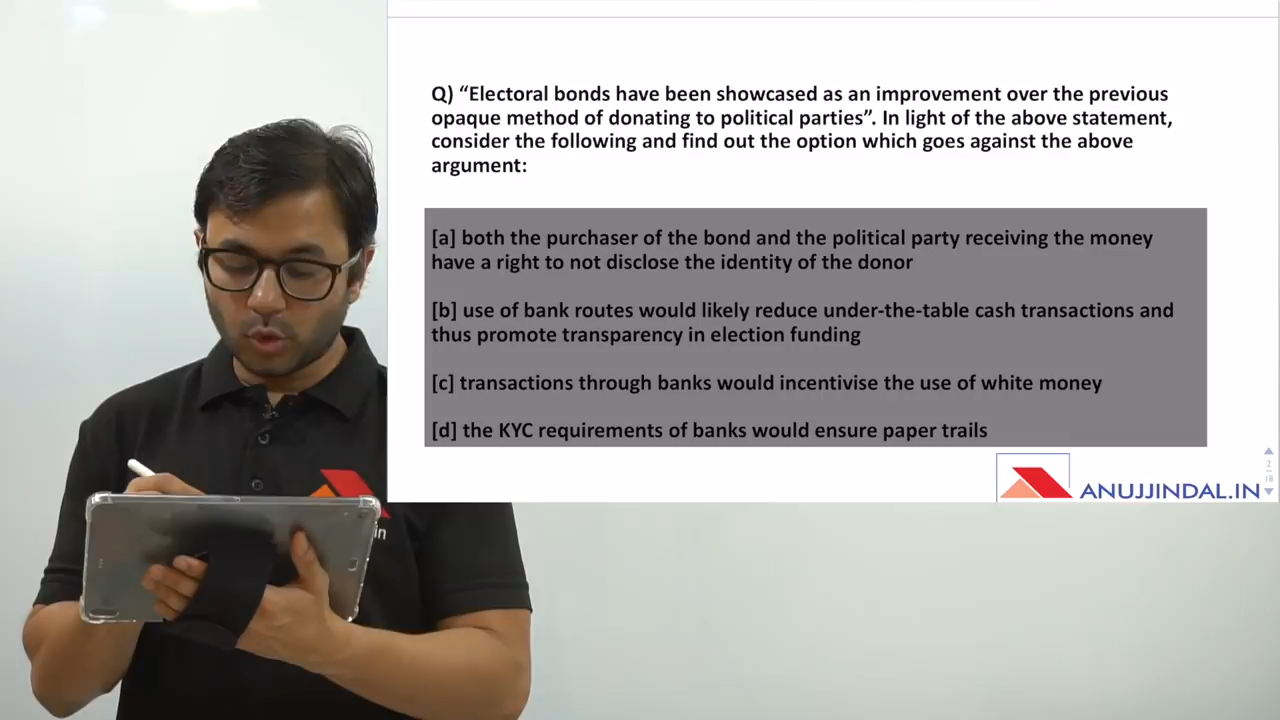 Q) “Electoral bonds have been showcased as an improvement over the previous
opaque method of donating to political parties”. In light of the above statement,
consider the following and find out the option which goes against the above
argument:
[a] both the purchaser of the bond and the political party receiving the money
have a right to not disclose the identity of the donor
[b] use of bank routes would likely reduce under-the-table cash transactions and
thus promote transparency in election funding
[c] transactions through banks would incentivise the use of white money
[d] the KYC requirements of banks would ensure paper trails
2
18
ANUJJINDAL.IN
in